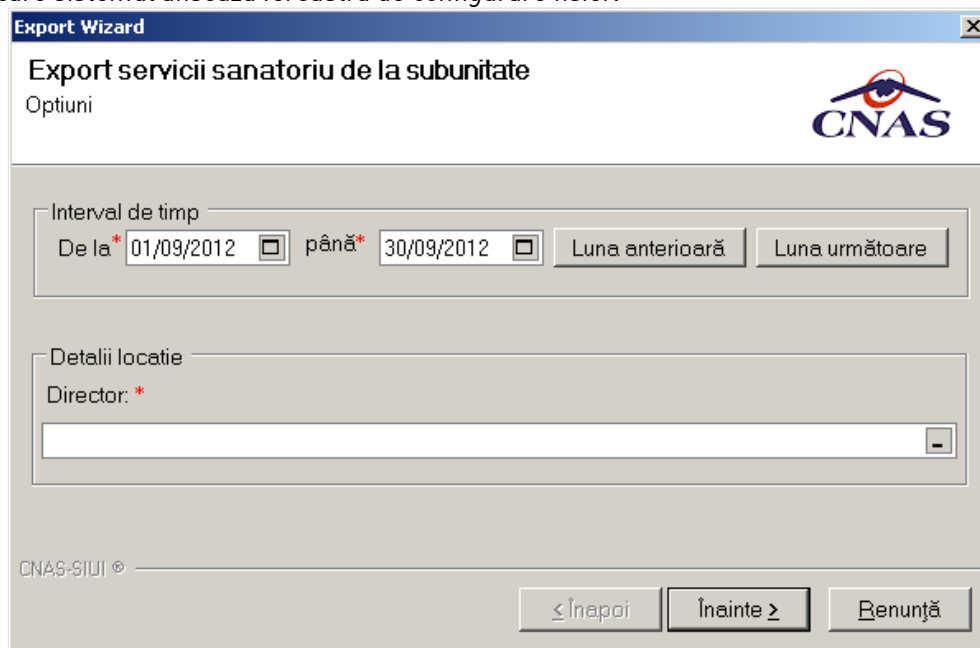 Export Wizard
Export servicii sanatoriu de la subunitate
Optiuni
CNAS
Interval de timp
De la* 01/09/2012 până* 30/09/2012 Luna anterioară Luna următoare
Detalii locatie
Director: *
CNAS-SIUI ®
< Înapoi Înainte > Renunţă